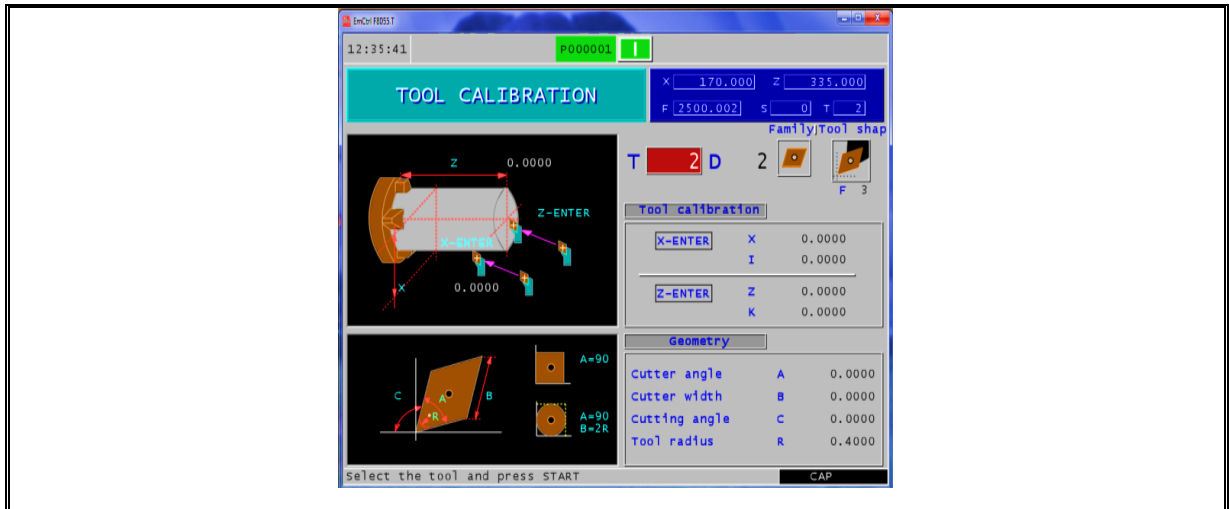 EmCtrl F8055T
12:35:41
P000001
TOOL CALIBRATION
X 170.000 Z 335.000
F 2500.002 S 0 T 2
Family Tool shap
T 2 D 2
F 3
Z 0.0000
Z-ENTER
X-ENTER
X 0.0000
Tool calibration
X-ENTER X 0.0000
I 0.0000
Z-ENTER Z 0.0000
K 0.0000
A=90
C A B
R
A=90
B=2R
Geometry
Cutter angle A 0.0000
Cutter width B 0.0000
Cutting angle C 0.0000
Tool radius R 0.4000
Select the tool and press START
CAP